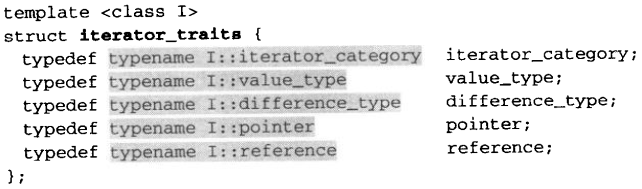 template <class I>
struct iterator_traits {
typedef typename I::iterator_category iterator_category;
typedef typename I::value_type value_type;
typedef typename I::difference_type difference_type;
typedef typename I::pointer pointer;
typedef typename I::reference reference;
};